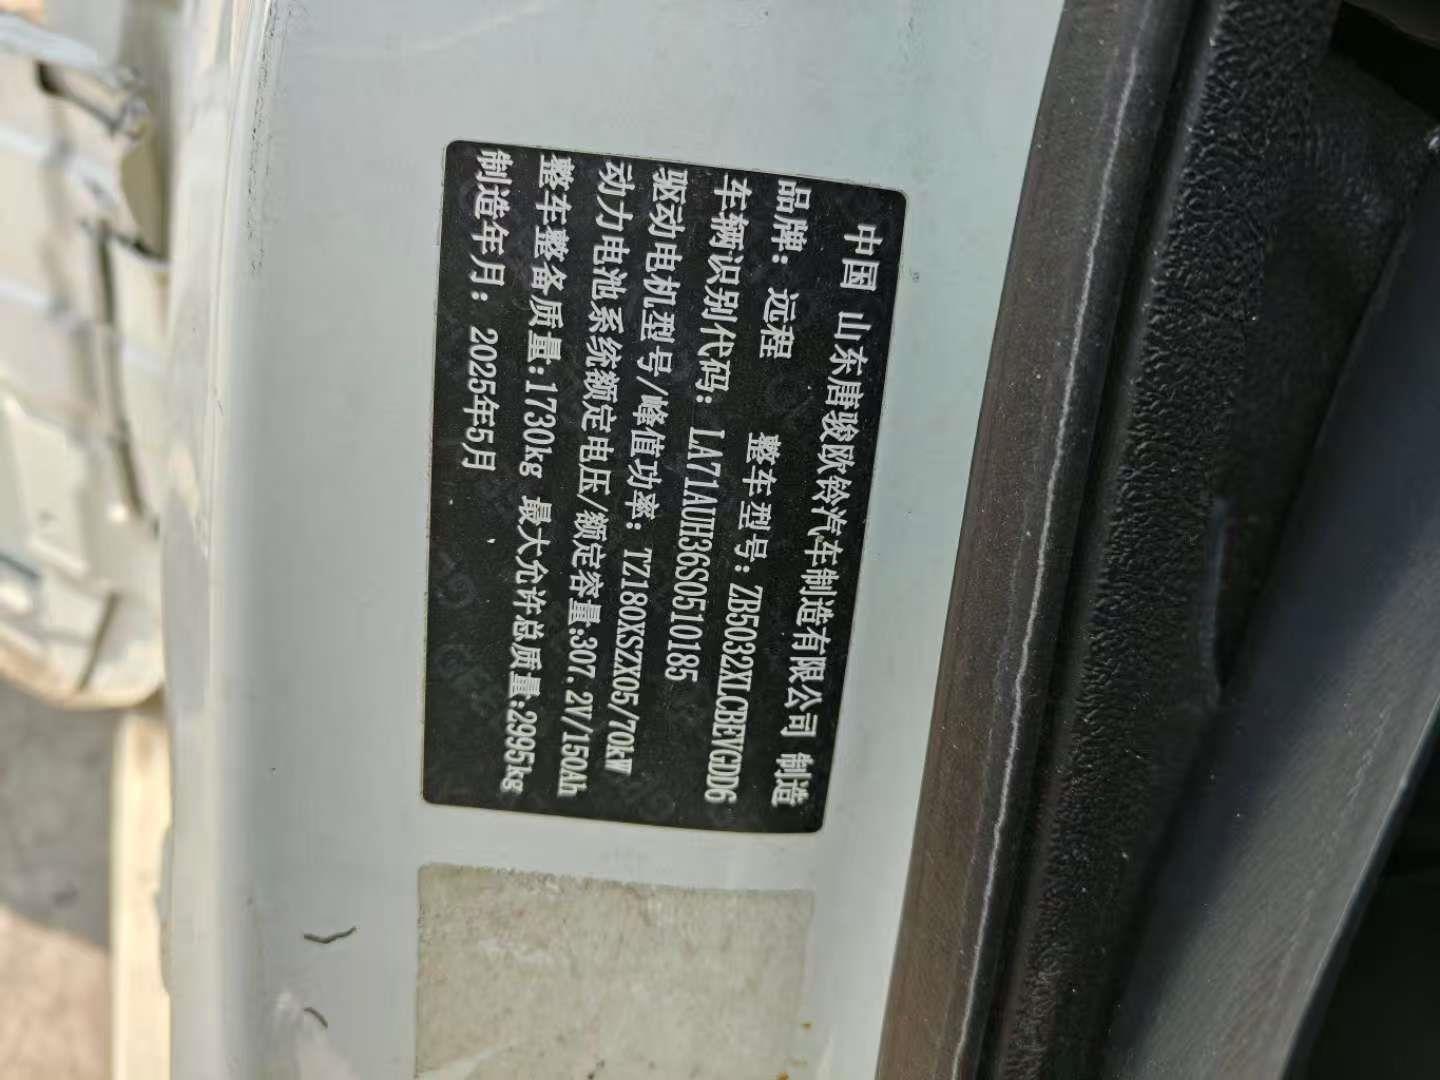 中国 山东唐骏欧铃汽车制造有限公司 制造
品牌：远程 整车型号：ZB5032XLCBEVGDD6
车辆识别代码：LA71AUH36S0510185
驱动电机型号/峰值功率：TZ180XSZX05/70kW
动力电池系统额定电压/额定容量:307.2V/150Ah
整车整备质量:1730kg 最大允许总质量:2995kg
制造年月：2025年5月